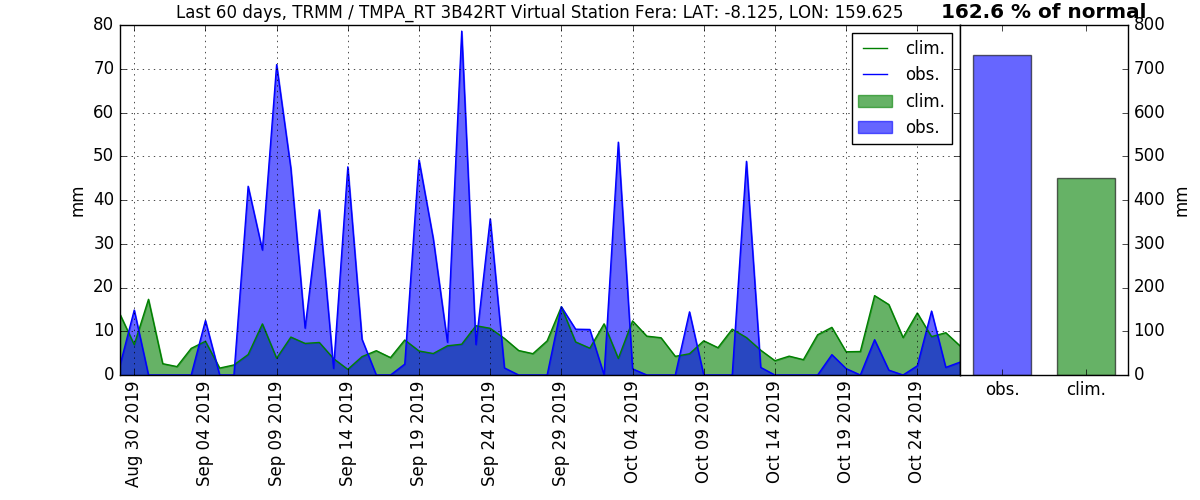 Last 60 days, TRMM / TMPA_RT 3B42RT Virtual Station Fera: LAT: -8.125, LON: 159.625
162.6 % of normal
80
70
60
50
40
30
20
10
0
mm
clim.
obs.
clim.
obs.
800
700
600
500
400
300
200
100
0
mm
Aug 30 2019
Sep 04 2019
Sep 09 2019
Sep 14 2019
Sep 19 2019
Sep 24 2019
Sep 29 2019
Oct 04 2019
Oct 09 2019
Oct 14 2019
Oct 19 2019
Oct 24 2019
obs.
clim.